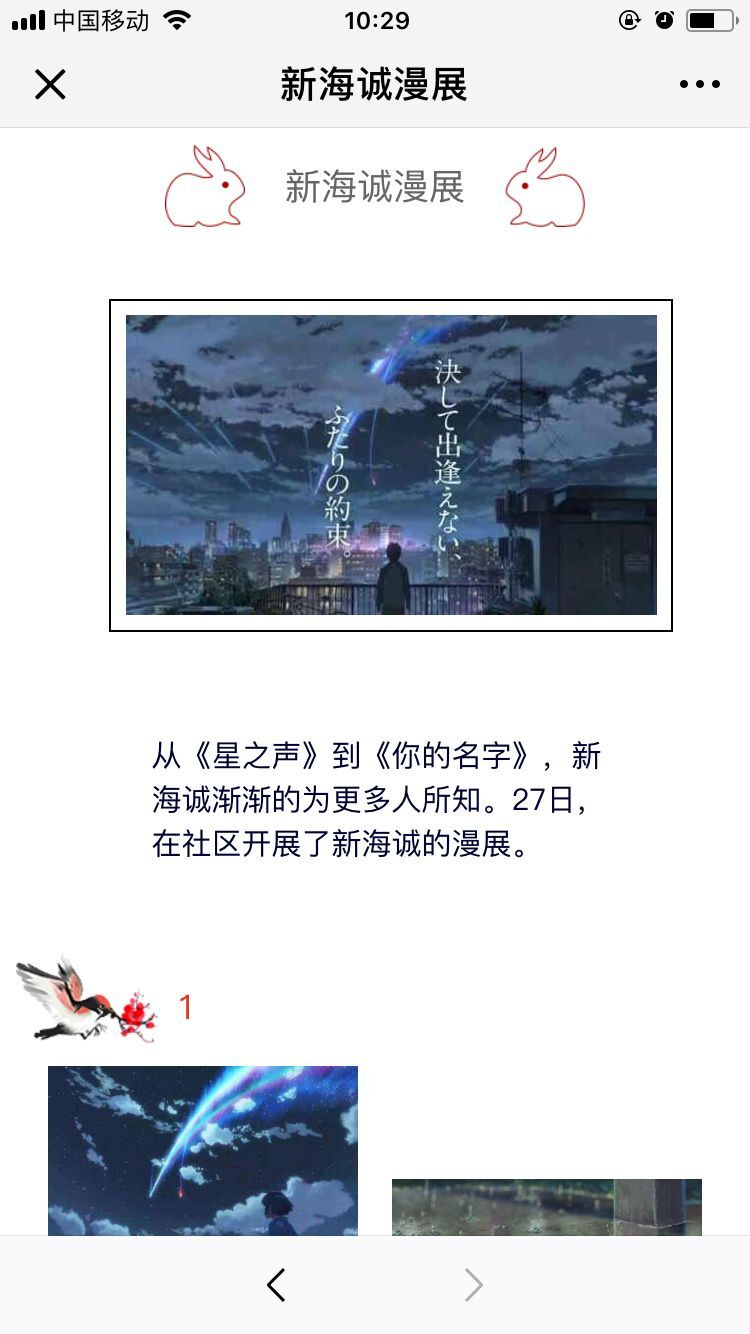 中国移动
10:29
新海诚漫展
新海诚漫展
決して出逢えない、
ふたりの約束。
从《星之声》到《你的名字》，新
海诚渐渐的为更多人所知。27日，
在社区开展了新海诚的漫展。
1